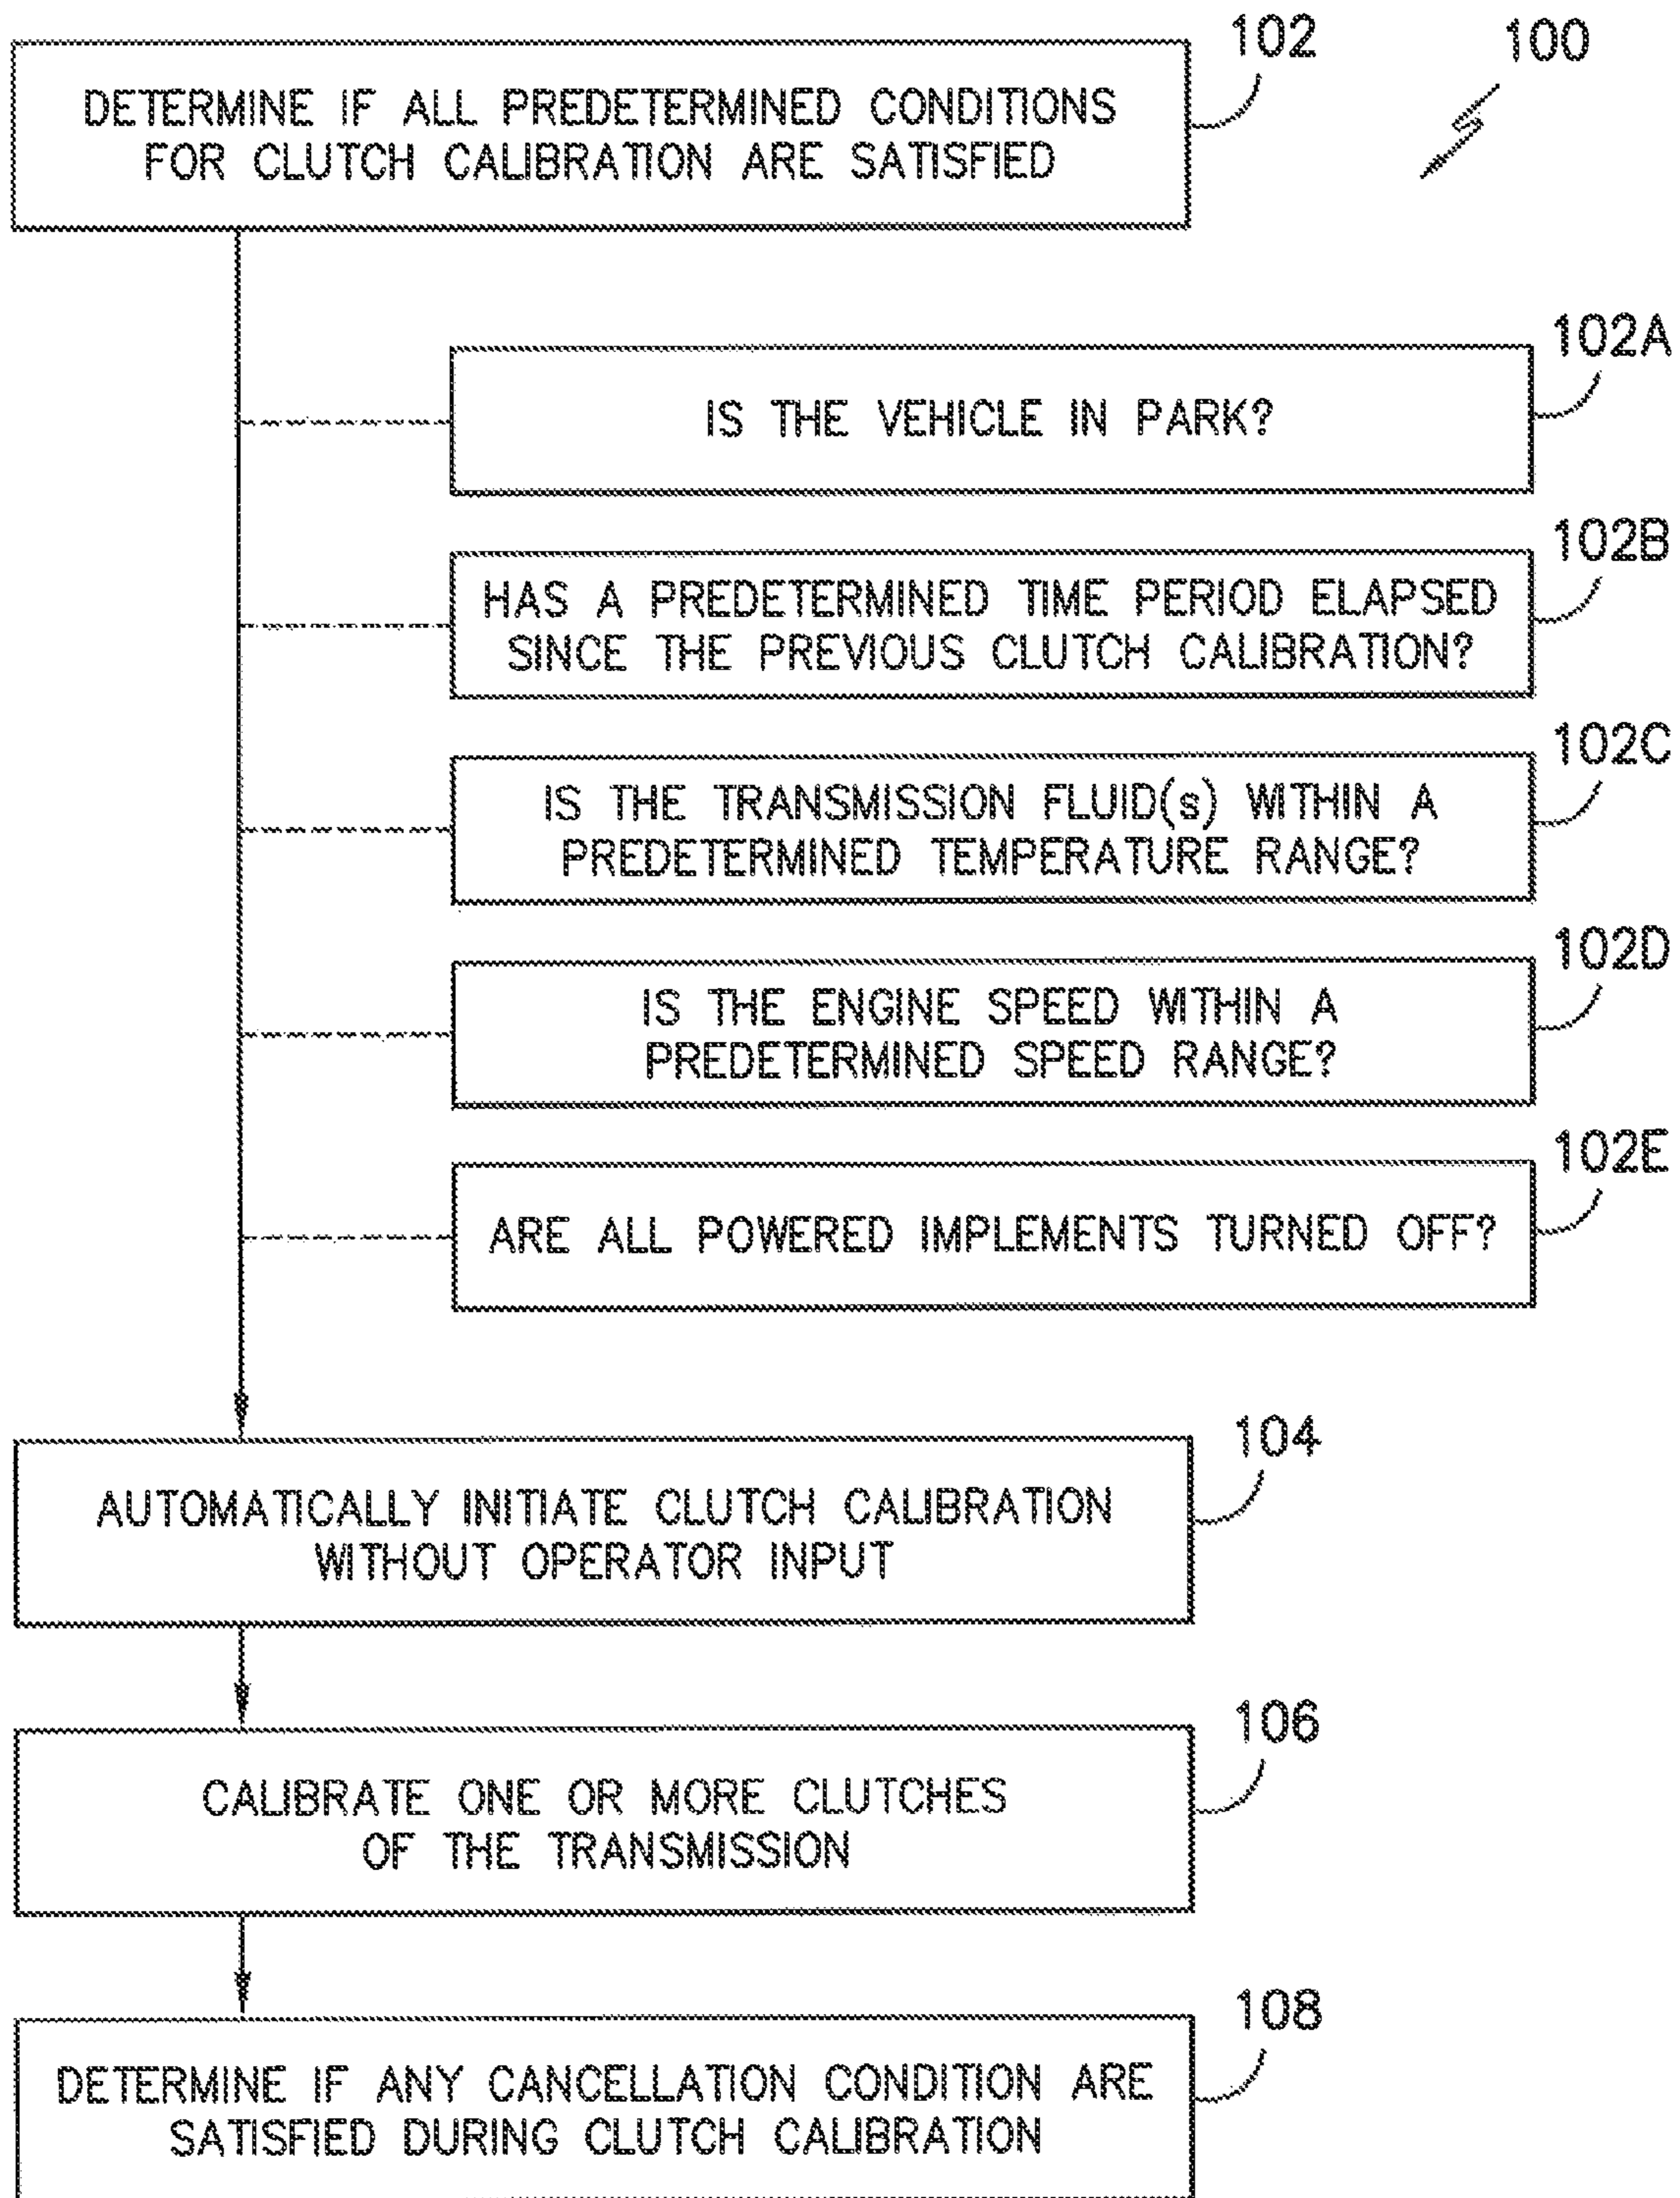 102
100
DETERMINE IF ALL PREDETERMINED CONDITIONS
FOR CLUTCH CALIBRATION ARE SATISFIED
102A
IS THE VEHICLE IN PARK?
102B
HAS A PREDETERMINED TIME PERIOD ELAPSED
SINCE THE PREVIOUS CLUTCH CALIBRATION?
102C
IS THE TRANSMISSION FLUID(s) WITHIN A
PREDETERMINED TEMPERATURE RANGE?
102D
IS THE ENGINE SPEED WITHIN A
PREDETERMINED SPEED RANGE?
102E
ARE ALL POWERED IMPLEMENTS TURNED OFF?
104
AUTOMATICALLY INITIATE CLUTCH CALIBRATION
WITHOUT OPERATOR INPUT
106
CALIBRATE ONE OR MORE CLUTCHES
OF THE TRANSMISSION
108
DETERMINE IF ANY CANCELLATION CONDITION ARE
SATISFIED DURING CLUTCH CALIBRATION